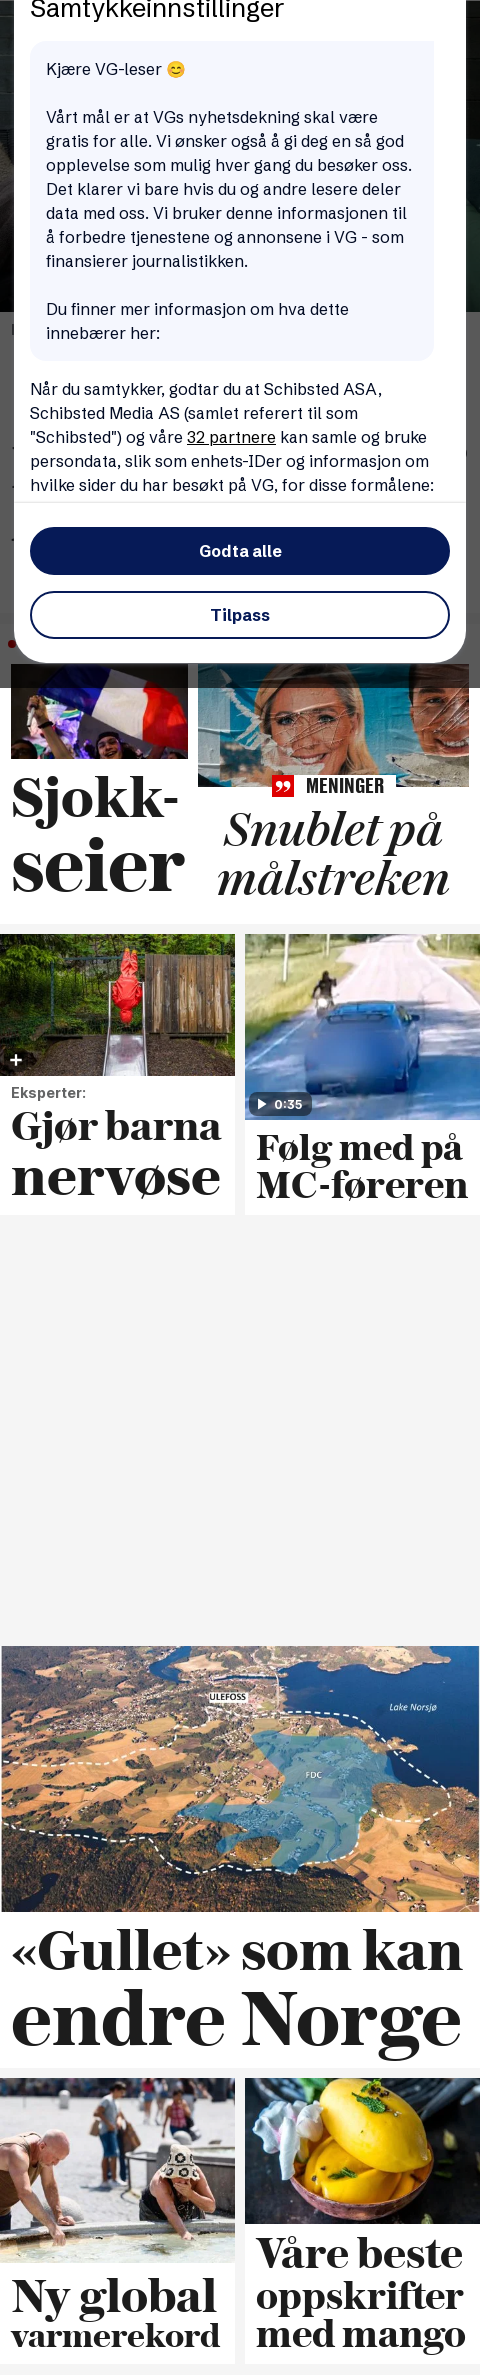 Samtykkeinnstillinger
Kjære VG-leser 😊
Vårt mål er at VGs nyhetsdekning skal være
gratis for alle. Vi ønsker også å gi deg en så god
opplevelse som mulig hver gang du besøker oss.
Det klarer vi bare hvis du og andre lesere deler
data med oss. Vi bruker denne informasjonen til
å forbedre tjenestene og annonsene i VG - som
finansierer journalistikken.
Du finner mer informasjon om hva dette
innebærer her:
Når du samtykker, godtar du at Schibsted ASA,
Schibsted Media AS (samlet referert til som
"Schibsted") og våre 32 partnere kan samle og bruke
persondata, slik som enhets-IDer og informasjon om
hvilke sider du har besøkt på VG, for disse formålene:
Godta alle
Tilpass
Sjokk-
seier
MENINGER
Snublet på
målstreken
Eksperter:
Gjør barna
nervøse
0:35
Følg med på
MC-føreren
ULEFOSS
Lake Norsjø
FDC
«Gullet» som kan
endre Norge
Ny global
varmerekord
Våre beste
oppskrifter
med mango